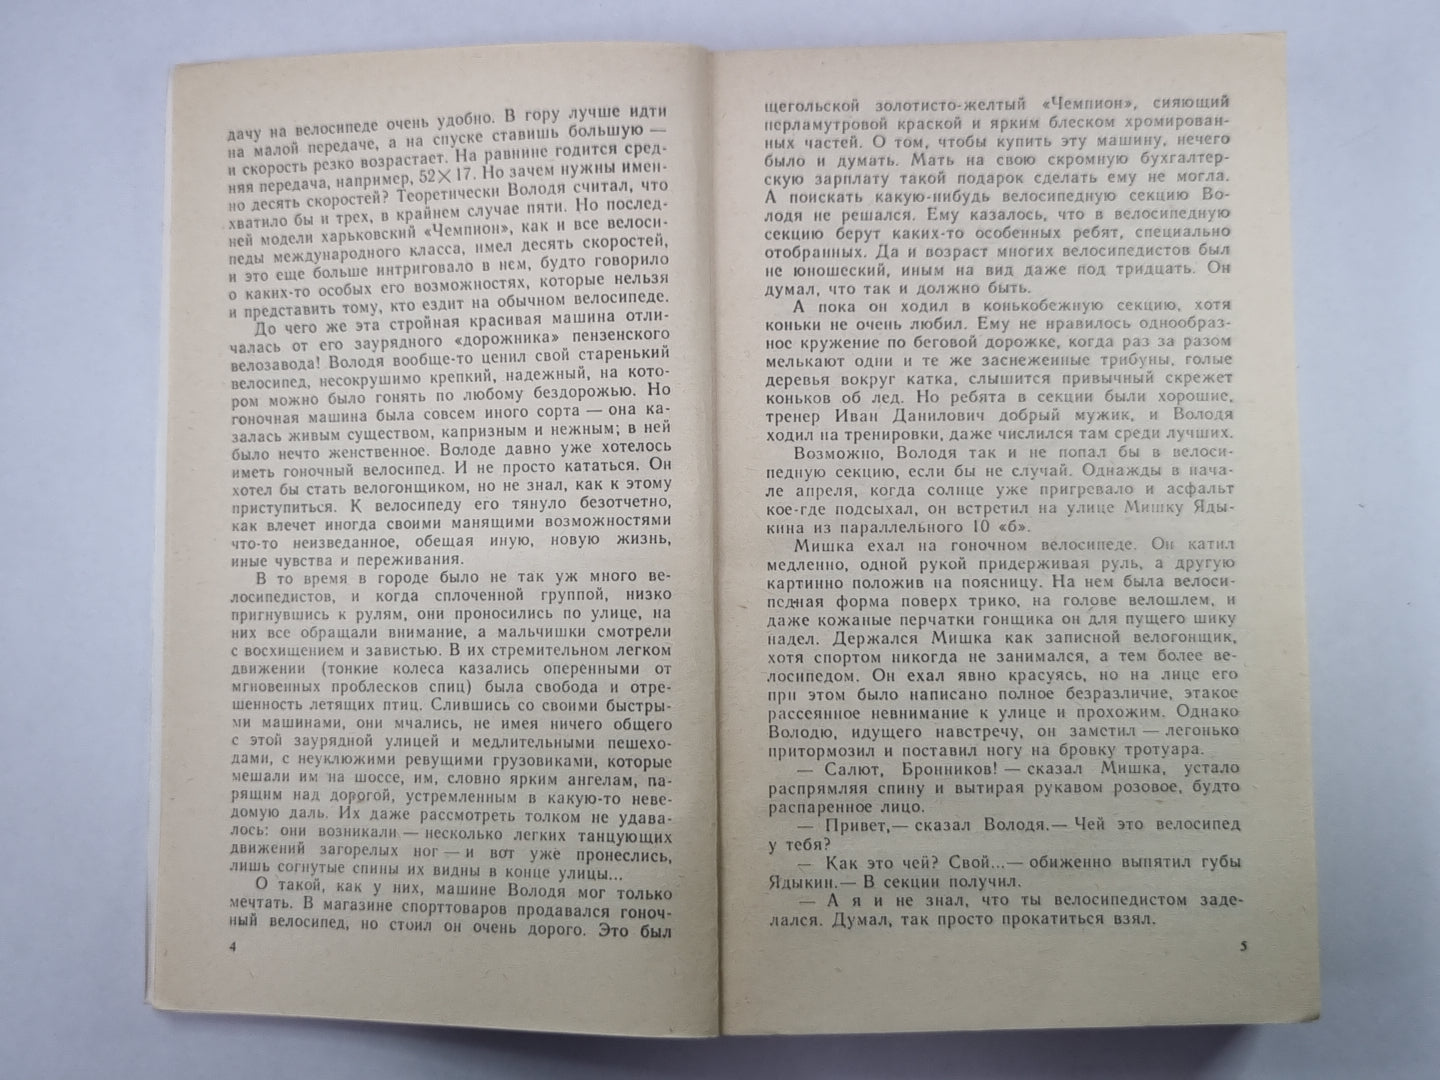 дачу на велосипеде очень удобно. В гору лучше идти
на малой передаче, а на спуске ставишь большую —
и скорость резко возрастает. На равнине годится сред-
няя передача, например, 52×17. Но зачем нужны имен-
но десять скоростей? Теоретически Володя считал, что
хватило бы и трех, в крайнем случае пяти. Но послед-
ней модели харьковский «Чемпион», как и все велоси-
педы международного класса, имел десять скоростей,
и это еще больше интриговало в нем, будто говорило
о каких-то особых его возможностях, которые нельзя
и представить тому, кто ездит на обычном велосипеде.
До чего же эта стройная красивая машина отли-
чалась от его заурядного «дорожника» пензенского
велозавода! Володя вообще-то ценил свой старенький
велосипед, несокрушимо крепкий, надежный, на кото-
ром можно было гонять по любому бездорожью. Но
гоночная машина была совсем иного сорта — она ка-
залась живым существом, капризным и нежным; в ней
было нечто женственное. Володе давно уже хотелось
иметь гоночный велосипед. И не просто кататься. Он
хотел бы стать велогонщиком, но не знал, как к этому
приступиться. К велосипеду его тянуло безотчетно,
как влечет иногда своими манящими возможностями
что-то неизведанное, обещая иную, новую жизнь,
иные чувства и переживания.
В то время в городе было не так уж много ве-
лосипедистов, и когда сплоченной группой, низко
пригнувшись к рулям, они проносились по улице, на
них все обращали внимание, а мальчишки смотрели
с восхищением и завистью. В их стремительном легком
движении (тонкие колеса казались оперенными от
мгновенных проблесков спиц) была свобода и отре-
шенность летящих птиц. Слившись со своими быстры-
ми машинами, они мчались, не имея ничего общего
с этой заурядной улицей и медлительными пешехо-
дами, с неуклюжими ревущими грузовиками, которые
мешали им на шоссе, им, словно ярким ангелам, па-
рящим над дорогой, устремленным в какую-то неве-
домую даль. Их даже рассмотреть толком не удава-
лось: они возникали — несколько легких танцующих
движений загорелых ног — и вот уже пронеслись,
лишь согнутые спины их видны в конце улицы...
О такой, как у них, машине Володя мог только
мечтать. В магазине спорттоваров продавался гоноч-
ный велосипед, но стоил он очень дорого. Это был
4
щегольской золотисто-желтый «Чемпион», сияющий
перламутровой краской и ярким блеском хромирован-
ных частей. О том, чтобы купить эту машину, нечего
было и думать. Мать на свою скромную бухгалтер-
скую зарплату такой подарок сделать ему не могла.
А поискать какую-нибудь велосипедную секцию Во-
лодя не решался. Ему казалось, что в велосипедную
секцию берут каких-то особенных ребят, специально
отобранных. Да и возраст многих велосипедистов был
не юношеский, иным на вид даже под тридцать. Он
думал, что так и должно быть.
А пока он ходил в конькобежную секцию, хотя
коньки не очень любил. Ему не нравилось однообраз-
ное кружение по беговой дорожке, когда раз за разом
мелькают одни и те же заснеженные трибуны, голые
деревья вокруг катка, слышится привычный скрежет
коньков об лед. Но ребята в секции были хорошие,
тренер Иван Данилович добрый мужик, и Володя
ходил на тренировки, даже числился там среди лучших.
Возможно, Володя так и не попал бы в велоси-
педную секцию, если бы не случай. Однажды в нача-
ле апреля, когда солнце уже пригревало и асфальт
кое-где подсыхал, он встретил на улице Мишку Яды-
кина из параллельного 10 «б».
Мишка ехал на гоночном велосипеде. Он катил
медленно, одной рукой придерживая руль, а другую
картинно положив на поясницу. На нем была велоси-
педная форма поверх трико, на голове велошлем, и
даже кожаные перчатки гонщика он для пущего шику
надел. Держался Мишка как записной велогонщик,
хотя спортом никогда не занимался, а тем более ве-
лосипедом. Он ехал явно красуясь, но на лице его
при этом было написано полное безразличие, этакое
рассеянное невнимание к улице и прохожим. Однако
Володю, идущего навстречу, он заметил — легонько
притормозил и поставил ногу на бровку тротуара.
— Салют, Бронников! — сказал Мишка, устало
распрямляя спину и вытирая рукавом розовое, будто
распаренное лицо.
— Привет,— сказал Володя.— Чей это велосипед
у тебя?
— Как это чей? Свой...— обиженно выпятил губы
Ядыкин.— В секции получил.
— А я и не знал, что ты велосипедистом заде-
лался. Думал, так просто прокатиться взял.
5